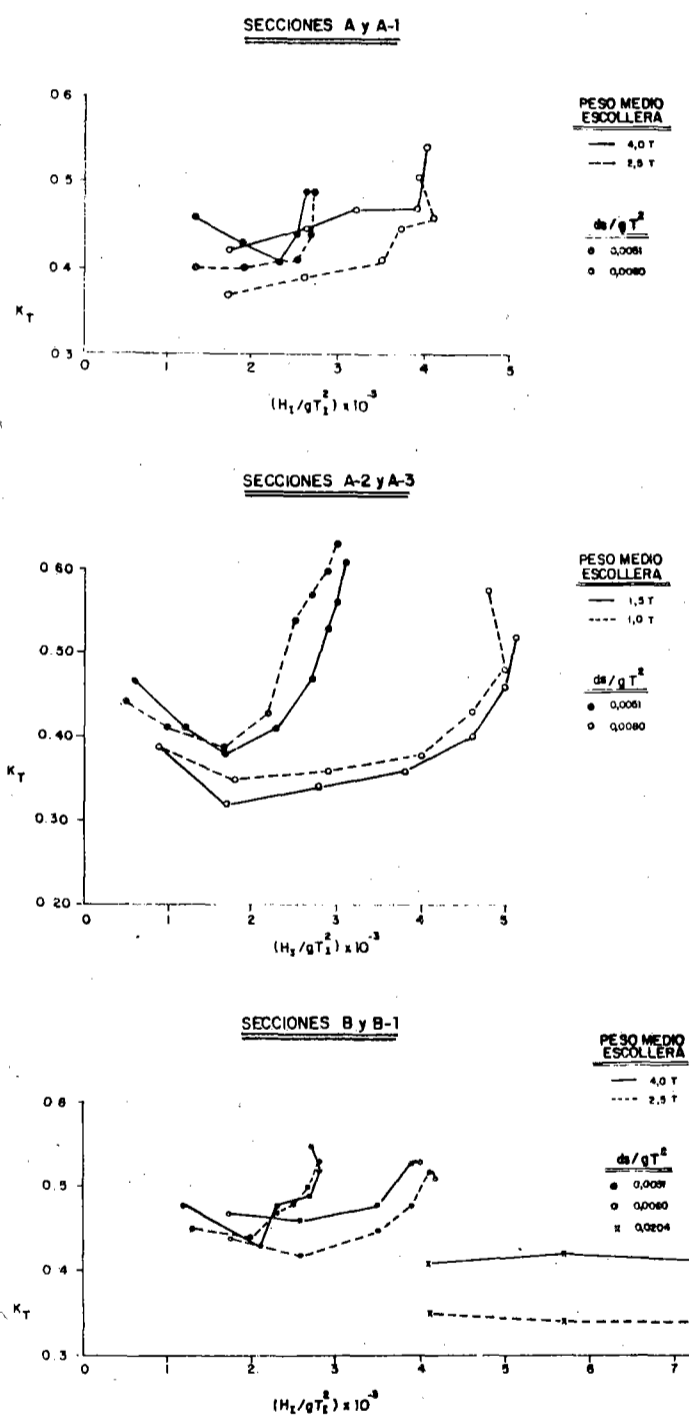 SECCIONES A y A-1
PESO MEDIO
ESCOLLERA
4,0 T
2,5 T
ds/gT²
0,0051
0,0080
0.6
0.5
0.4
0.3
K_T
0 1 2 3 4 5
(H_I/gT_I²) x 10⁻³
SECCIONES A-2 y A-3
PESO MEDIO
ESCOLLERA
1,5 T
1,0 T
ds/gT²
0,0051
0,0080
0.60
0.50
0.40
0.30
0.20
K_T
0 1 2 3 4 5
(H_I/gT_I²) x 10⁻³
SECCIONES B y B-1
PESO MEDIO
ESCOLLERA
4,0 T
2,5 T
ds/gT²
0,0051
0,0080
0,0204
0.6
0.5
0.4
0.3
K_T
0 1 2 3 4 5 6 7
(H_I/gT_I²) x 10⁻³